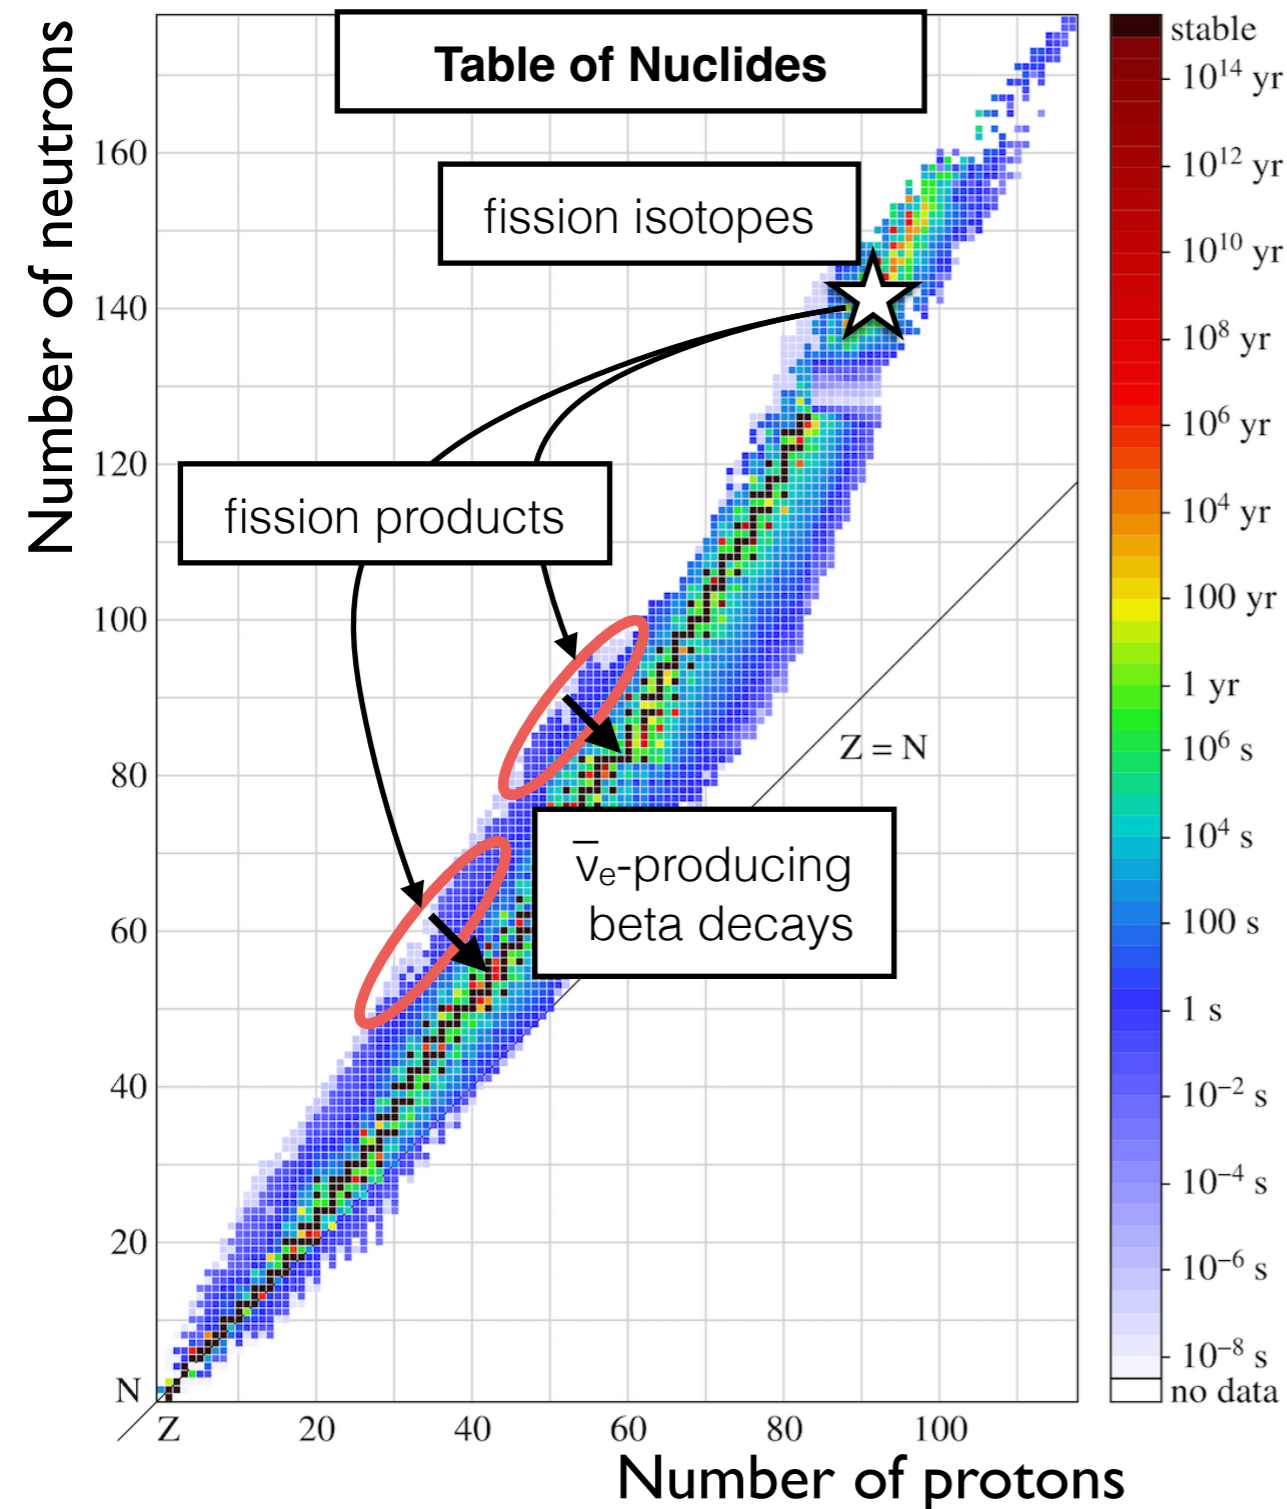 Table of Nuclides
fission isotopes
fission products
Z = N
ν̅e-producing
beta decays
Number of neutrons
160
140
120
100
80
60
40
20
N
Z
20
40
60
80
100
Number of protons
stable
10¹⁴ yr
10¹² yr
10¹⁰ yr
10⁸ yr
10⁶ yr
10⁴ yr
100 yr
1 yr
10⁶ s
10⁴ s
100 s
1 s
10⁻² s
10⁻⁴ s
10⁻⁶ s
10⁻⁸ s
no data